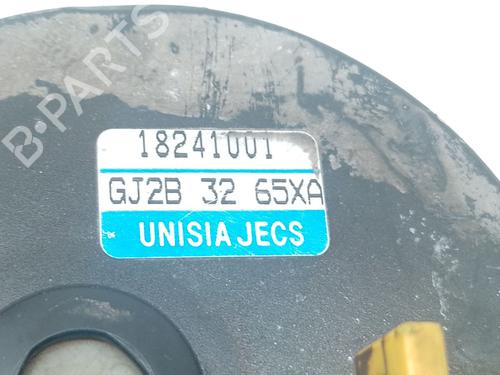 B-PARTS
18241001
GJ2B 32 65XA
UNISIA JECS